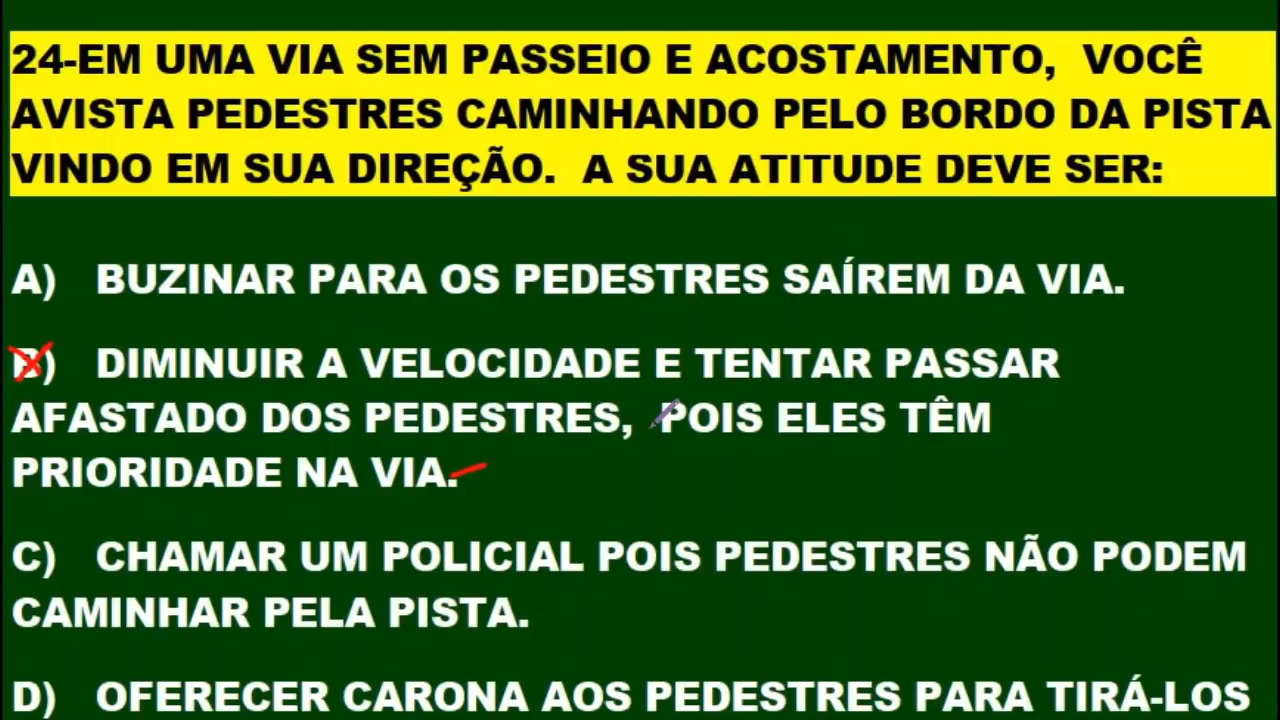 24-EM UMA VIA SEM PASSEIO E ACOSTAMENTO, VOCÊ
AVISTA PEDESTRES CAMINHANDO PELO BORDO DA PISTA
VINDO EM SUA DIREÇÃO. A SUA ATITUDE DEVE SER:
A) BUZINAR PARA OS PEDESTRES SAÍREM DA VIA.
B) DIMINUIR A VELOCIDADE E TENTAR PASSAR
AFASTADO DOS PEDESTRES, POIS ELES TÊM
PRIORIDADE NA VIA.
C) CHAMAR UM POLICIAL POIS PEDESTRES NÃO PODEM
CAMINHAR PELA PISTA.
D) OFERECER CARONA AOS PEDESTRES PARA TIRÁ-LOS